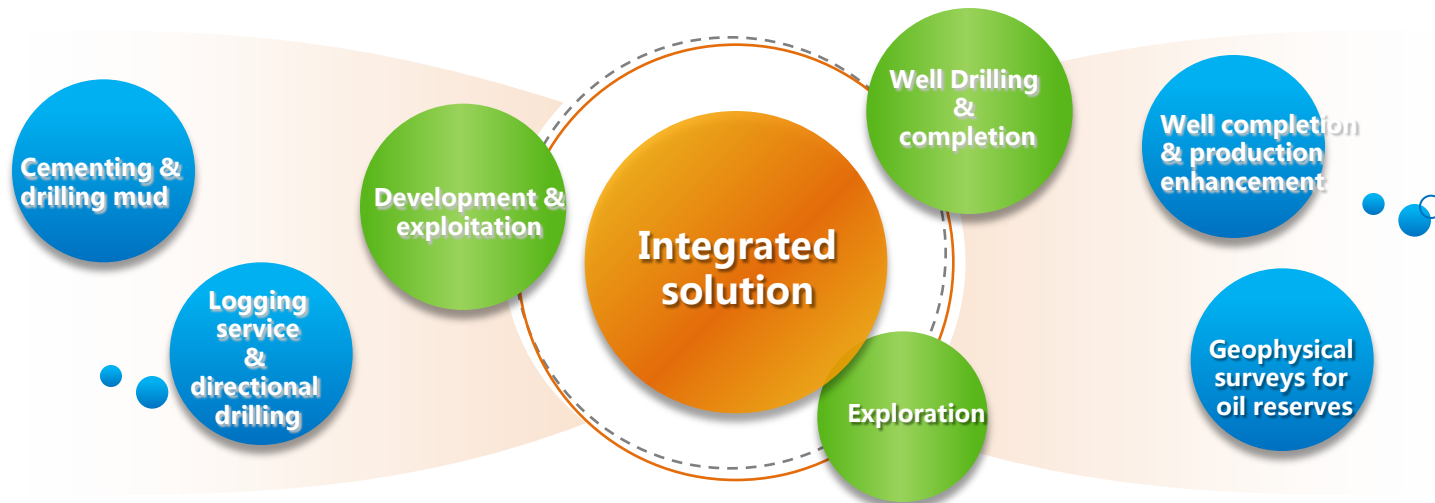 Cementing &
drilling mud
Logging
service
&
directional
drilling
Development &
exploitation
Integrated
solution
Well Drilling
&
completion
Exploration
Well completion
& production
enhancement
Geophysical
surveys for
oil reserves